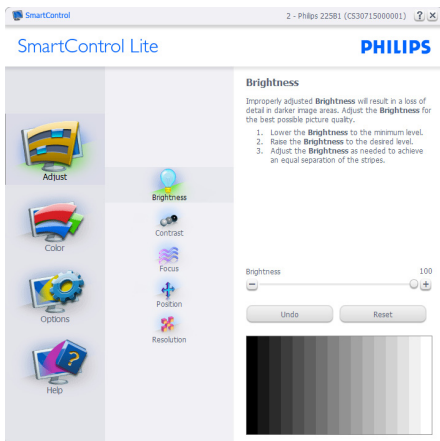 SmartControl
2 - Philips 225B1 (CS30715000001)
SmartControl Lite
PHILIPS
Adjust
Color
Options
Help
Brightness
Contrast
Focus
Position
Resolution
Brightness
Improperly adjusted Brightness will result in a loss of
detail in darker image areas. Adjust the Brightness for
the best possible picture quality.
1. Lower the Brightness to the minimum level.
2. Raise the Brightness to the desired level.
3. Adjust the Brightness as needed to achieve
an equal separation of the stripes.
Brightness 100
Undo Reset